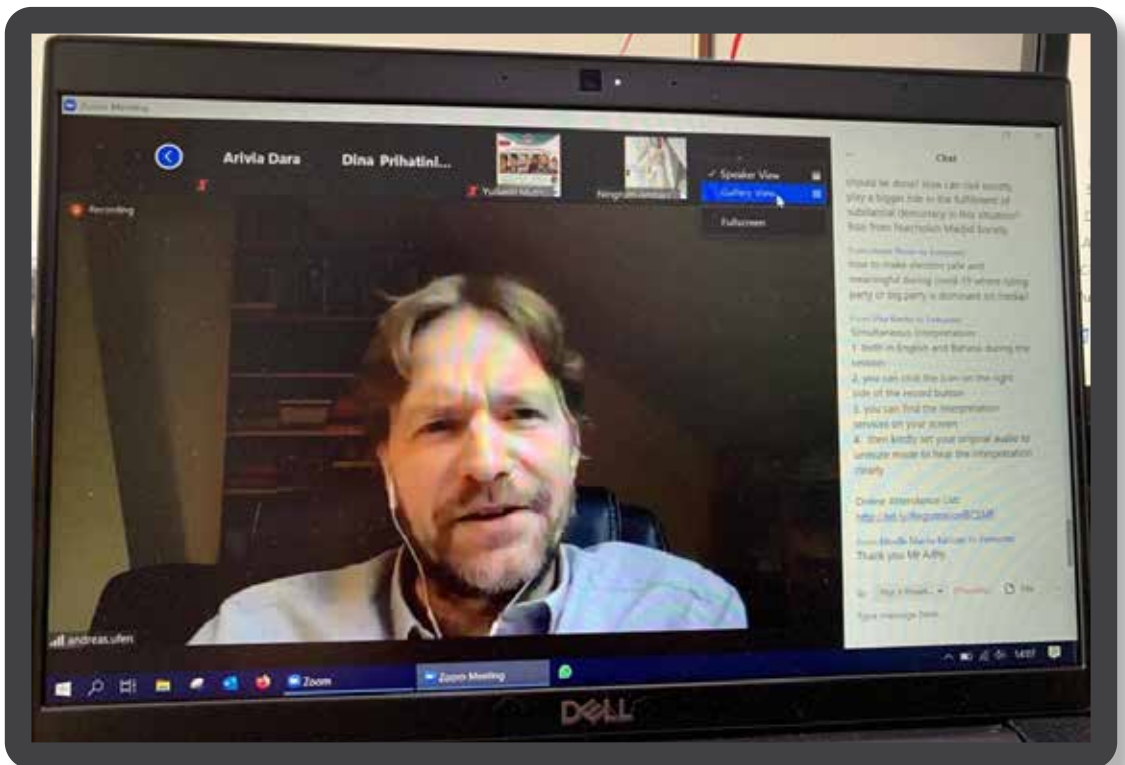 Zoom Meeting
Arivia Dara
Dina Prihatini...
Speaker View
Gallery View
Fullscreen
Recording
Chat
should be done? How can civil society
play a bigger role in the fulfillment of
substantial democracy in this situation?
from Nurcholish Madjid Society
how to make election safe and
meaningful during covid-19 where ruling
party or big party is dominant on media?
Simultaneous Interpretation:
1. both in English and Bahasa during the
session
2. you can click the icon on the right
side of the record button
3. you can find the interpretation
services on your screen
4. then kindly set your original audio to
unmute mode to hear the interpretation
clearly
Online Attendance List:
Thank you Mr Adhy
File
Type message here
andreas.ufen
Zoom
Zoom Meeting
14:07
DELL